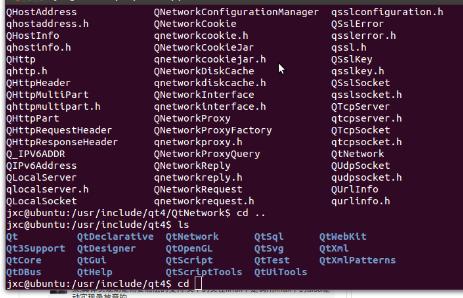 QHostAddress QNetworkConfigurationManager qsslconfiguration.h
qhostaddress.h QNetworkCookie QSslError
QHostInfo qnetworkcookie.h qsslerror.h
qhostinfo.h QNetworkCookieJar qssl.h
QHttp qnetworkcookiejar.h QSslKey
qhttp.h QNetworkDiskCache qsslkey.h
QHttpHeader qnetworkdiskcache.h QSslSocket
QHttpMultiPart QNetworkInterface qsslsocket.h
qhttpmultipart.h qnetworkinterface.h QTcpServer
QHttpPart QNetworkProxy qtcpserver.h
QHttpRequestHeader QNetworkProxyFactory QTcpSocket
QHttpResponseHeader qnetworkproxy.h qtcpsocket.h
Q_IPV6ADDR QNetworkProxyQuery QtNetwork
QIPv6Address QNetworkReply QUdpSocket
QLocalServer qnetworkreply.h qudpsocket.h
qlocalserver.h QNetworkRequest QUrlInfo
QLocalSocket qnetworkrequest.h qurlinfo.h
jxc@ubuntu:/usr/include/qt4/QtNetwork$ cd ..
jxc@ubuntu:/usr/include/qt4$ ls
Qt QtDeclarative QtNetwork QtSql QtWebKit
Qt3Support QtDesigner QtOpenGL QtSvg QtXml
QtCore QtGui QtScript QtTest QtXmlPatterns
QtDBus QtHelp QtScriptTools QtUiTools
jxc@ubuntu:/usr/include/qt4$ cd